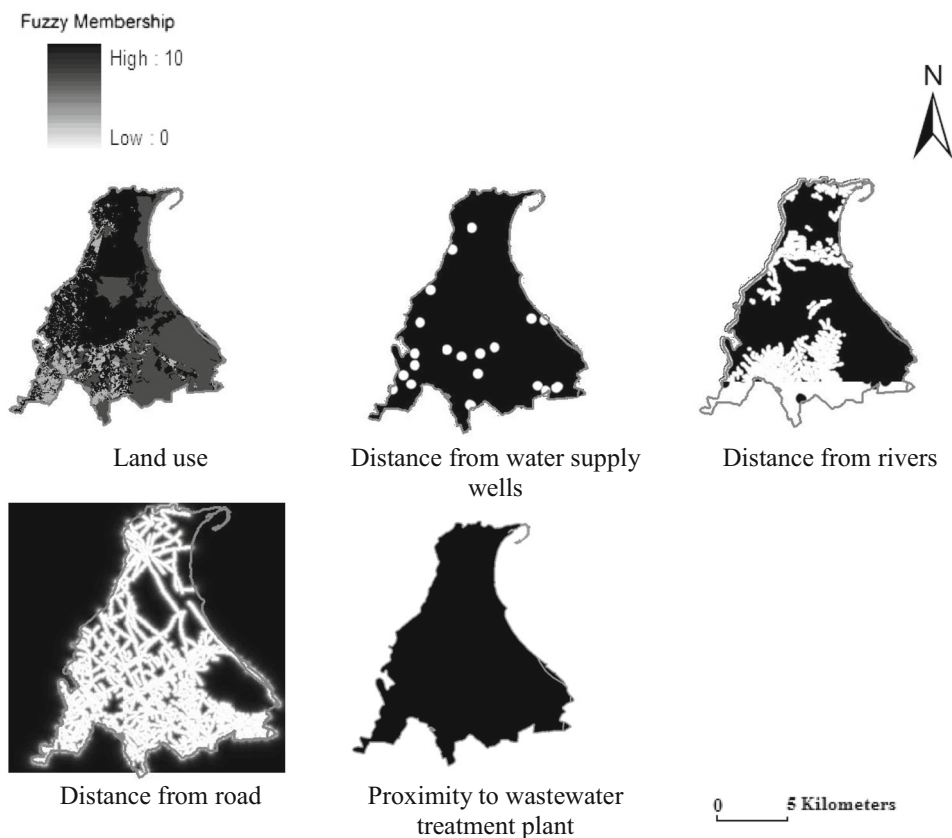 Fuzzy Membership
High : 10
Low : 0
N
Land use
Distance from water supply
wells
Distance from rivers
Distance from road
Proximity to wastewater
treatment plant
0 5 Kilometers